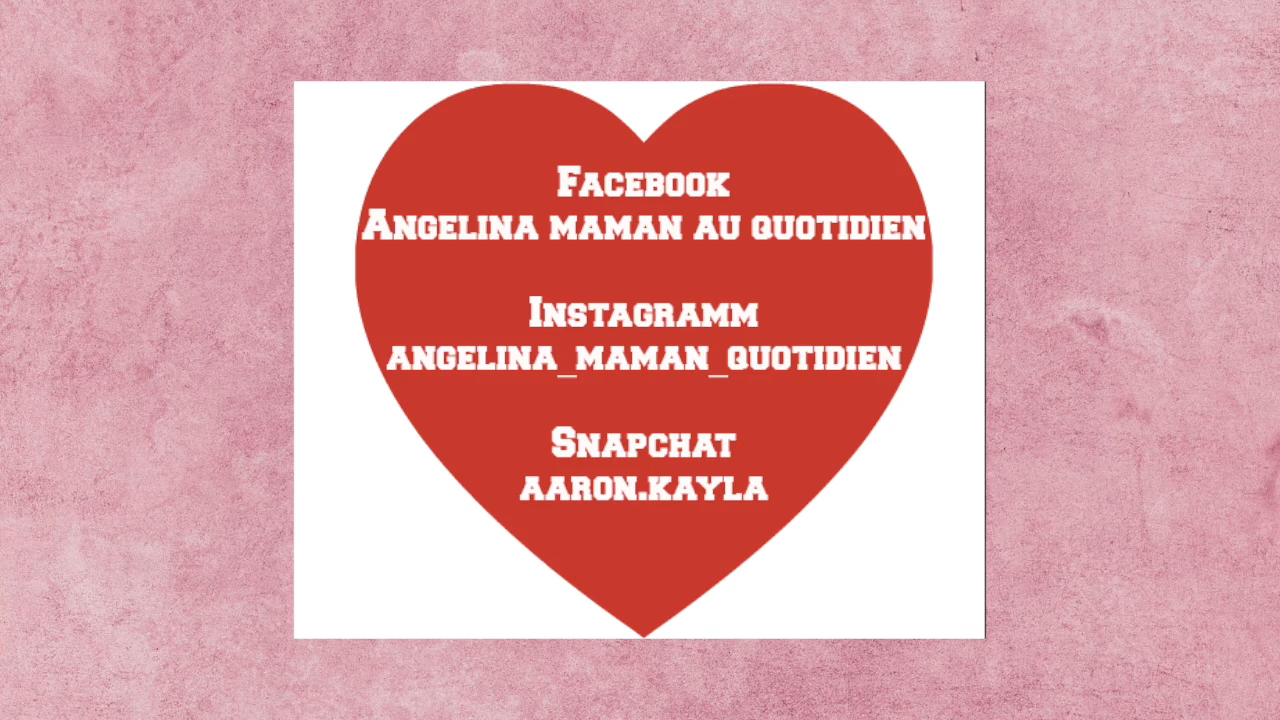 Facebook
Angelina maman au quotidien
Instagramm
angelina_maman_quotidien
Snapchat
aaron.kayla